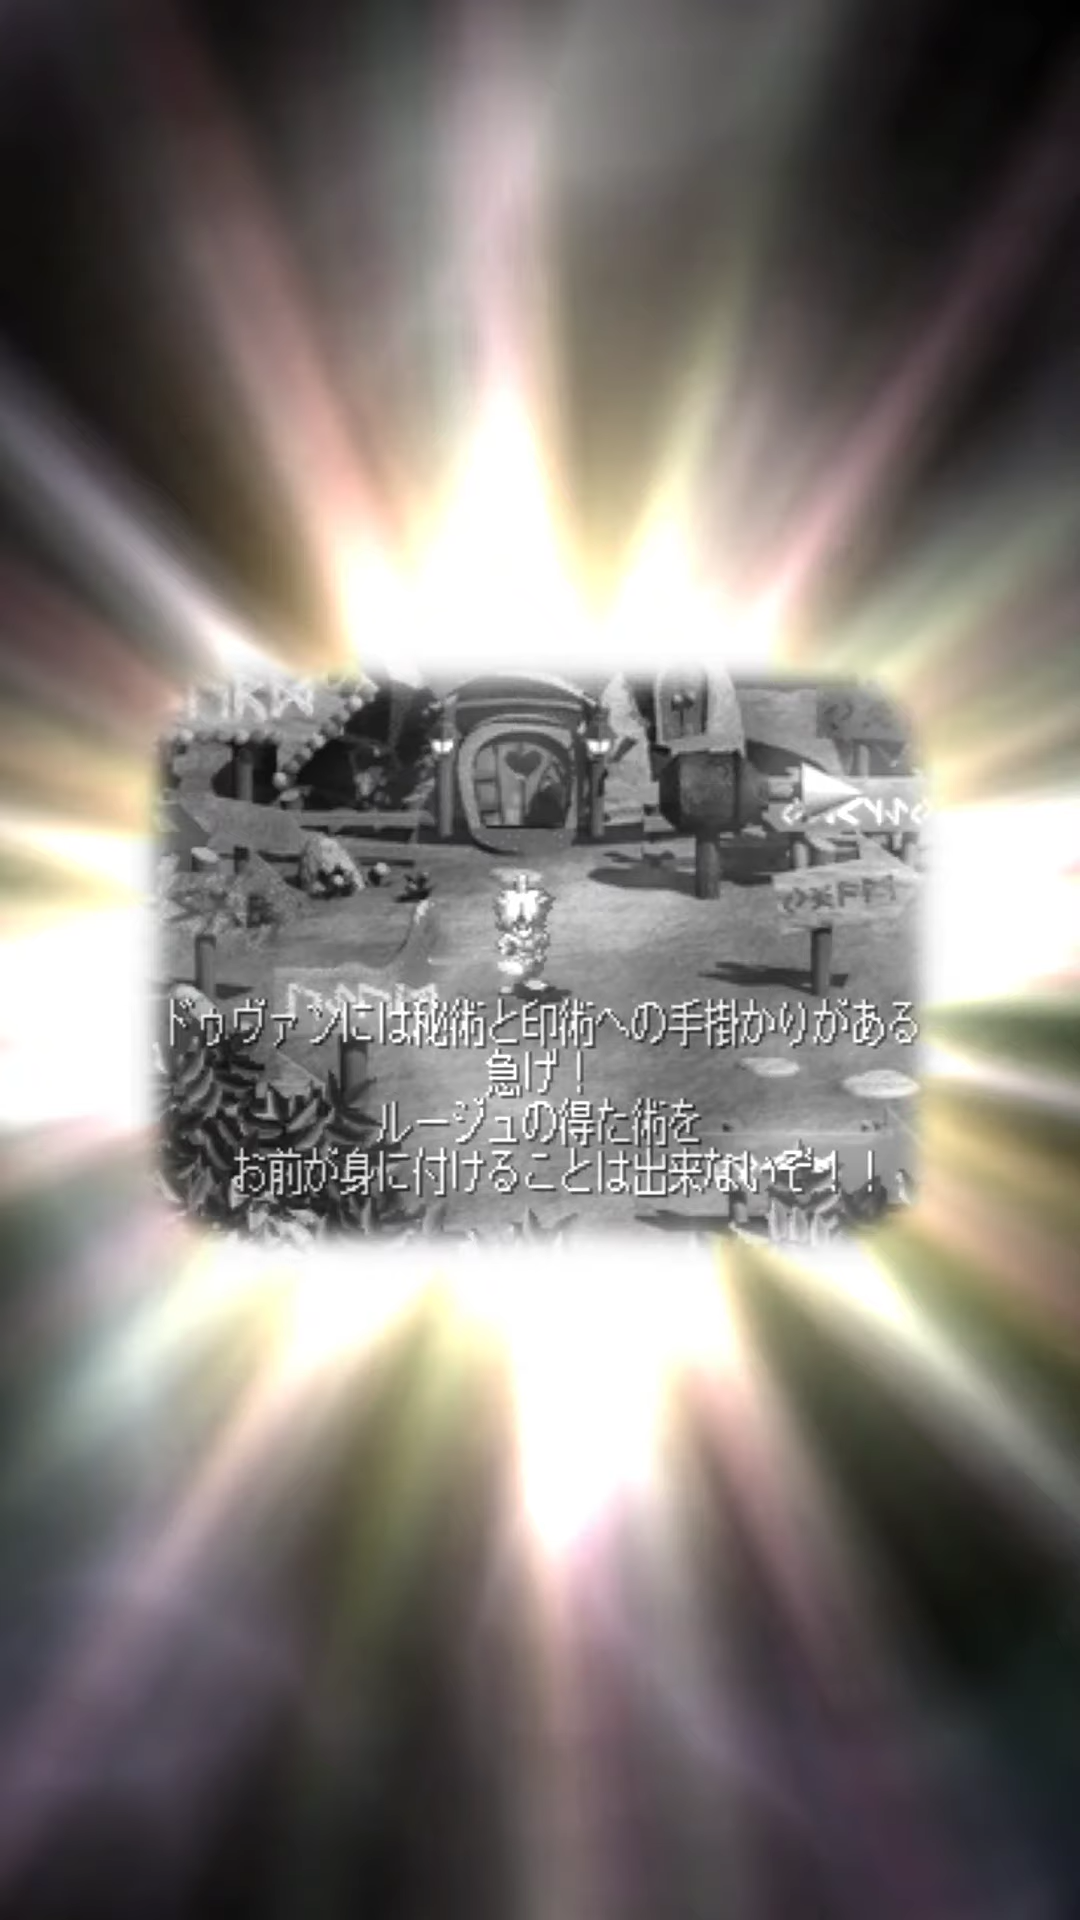 ドゥヴァンには秘術と印術への手掛かりがある
急げ！
ルージュの得た術を
お前が身に付けることは出来ないぞ！！